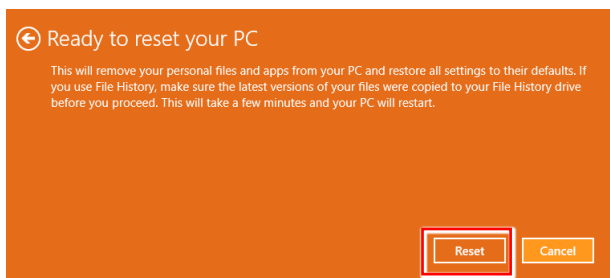 Ready to reset your PC
This will remove your personal files and apps from your PC and restore all settings to their defaults. If
you use File History, make sure the latest versions of your files were copied to your File History drive
before you proceed. This will take a few minutes and your PC will restart.
Reset Cancel